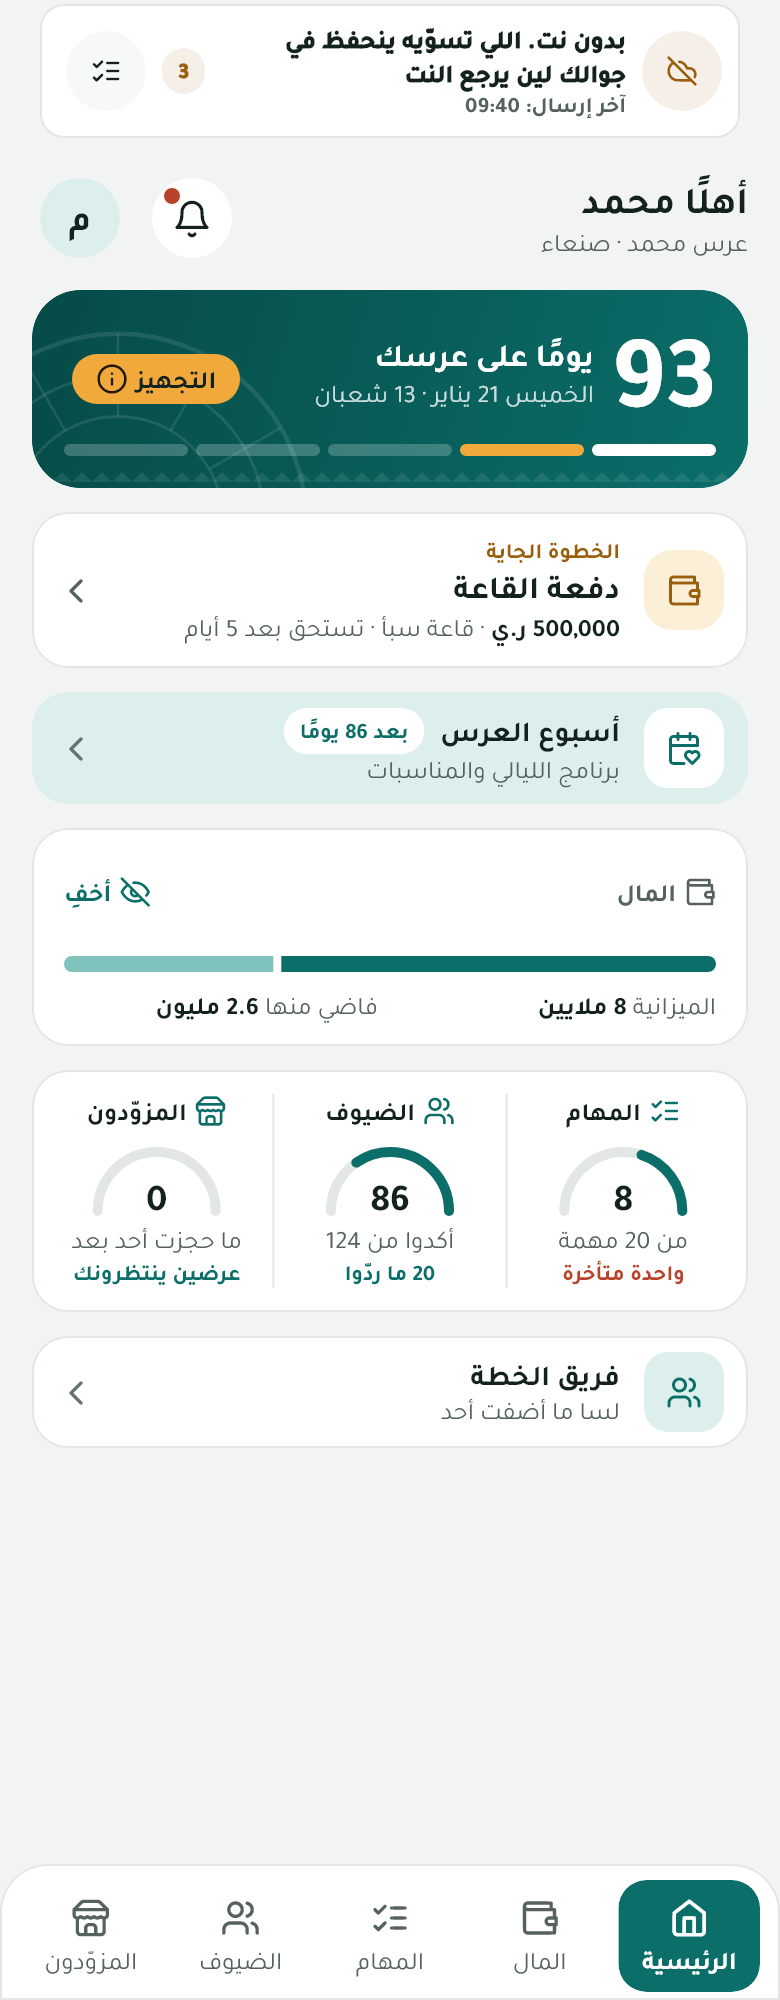 بدون نت. اللي تسوّيه ينحفظ في
جوالك لين يرجع النت
آخر إرسال: 09:40
3
أهلًا محمد
عرس محمد · صنعاء
م
93
يومًا على عرسك
الخميس 21 يناير · 13 شعبان
التجهيز
الخطوة الجاية
دفعة القاعة
500,000 ر.ي · قاعة سبأ · تستحق بعد 5 أيام
أسبوع العرس
بعد 86 يومًا
برنامج الليالي والمناسبات
المال
أخفِ
الميزانية 8 ملايين
فاضي منها 2.6 مليون
المهام
8
من 20 مهمة
واحدة متأخرة
الضيوف
86
أكدوا من 124
20 ما ردّوا
المزوّدون
0
ما حجزت أحد بعد
عرضين ينتظرونك
فريق الخطة
لسا ما أضفت أحد
الرئيسية
المال
المهام
الضيوف
المزوّدون